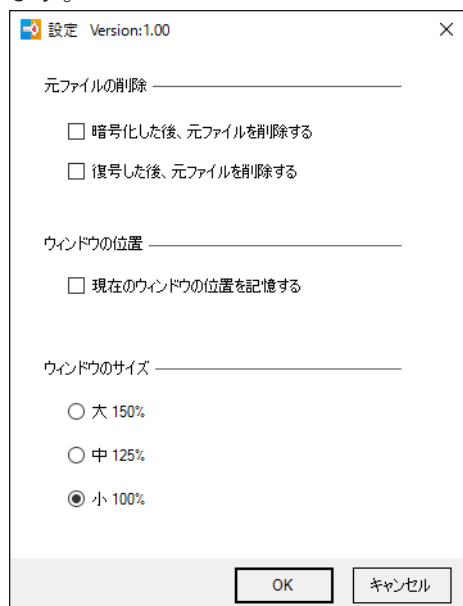 設定 Version:1.00
元ファイルの削除
暗号化した後、元ファイルを削除する
復号した後、元ファイルを削除する
ウィンドウの位置
現在のウィンドウの位置を記憶する
ウィンドウのサイズ
大 150%
中 125%
小 100%
OK
キャンセル